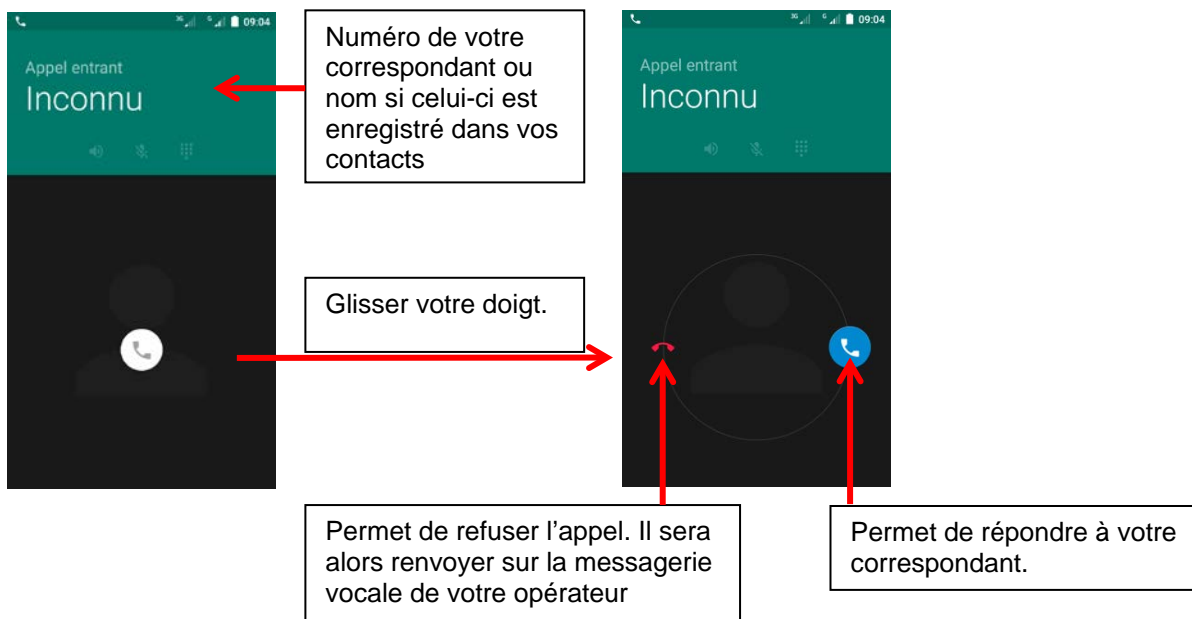 3G G 09:04
Appel entrant
Inconnu
Numéro de votre
correspondant ou
nom si celui-ci est
enregistré dans vos
contacts
3G G 09:04
Appel entrant
Inconnu
Glisser votre doigt.
Permet de refuser l’appel. Il sera
alors renvoyer sur la messagerie
vocale de votre opérateur
Permet de répondre à votre
correspondant.